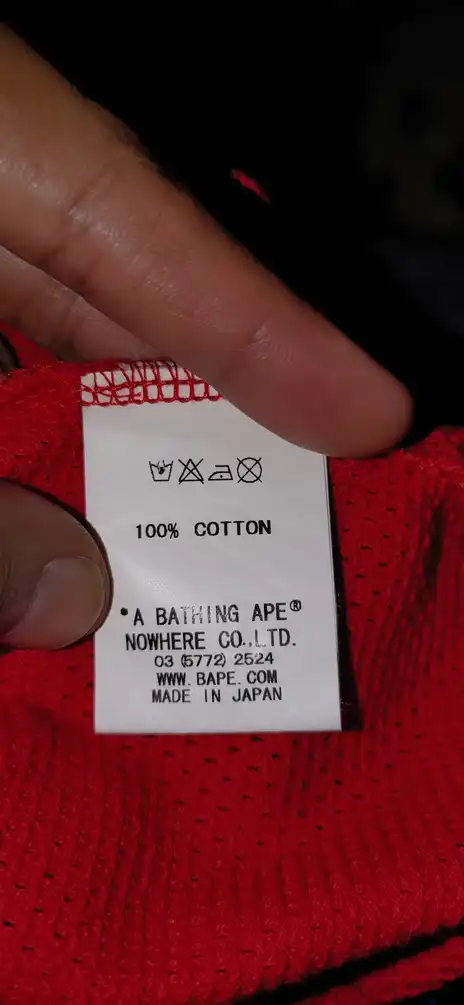 100% COTTON
"A BATHING APE®
NOWHERE CO.,LTD.
03 (5772) 2524
WWW.BAPE.COM
MADE IN JAPAN